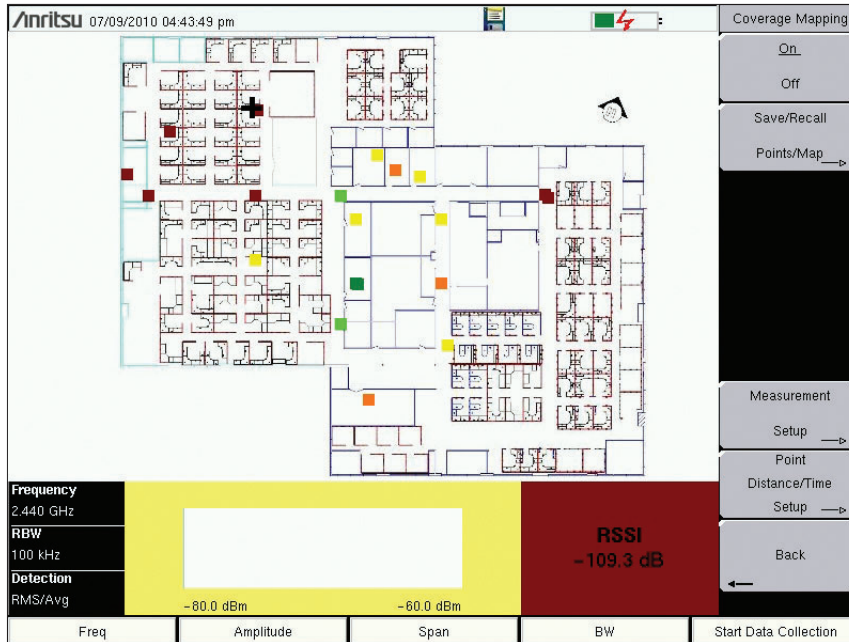 Anritsu 07/09/2010 04:43:49 pm
Coverage Mapping
On
Off
Save/Recall
Points/Map
Measurement
Setup
Point
Distance/Time
Setup
Back
Frequency
2.440 GHz
RBW
100 kHz
Detection
RMS/Avg
-80.0 dBm
-60.0 dBm
RSSI
-109.3 dB
Freq
Amplitude
Span
BW
Start Data Collection